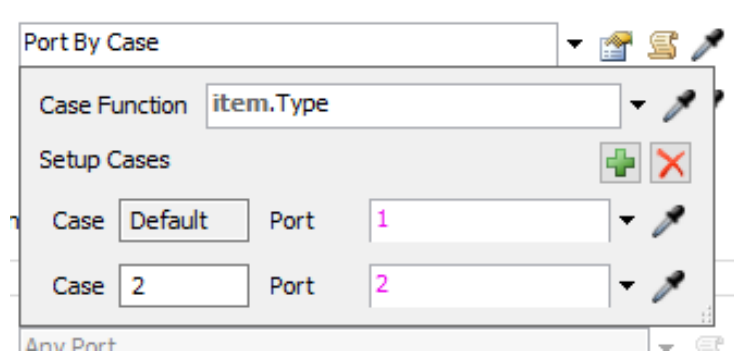 Port By Case
Case Function item.Type
Setup Cases
Case Default Port 1
Case 2 Port 2
Any Port